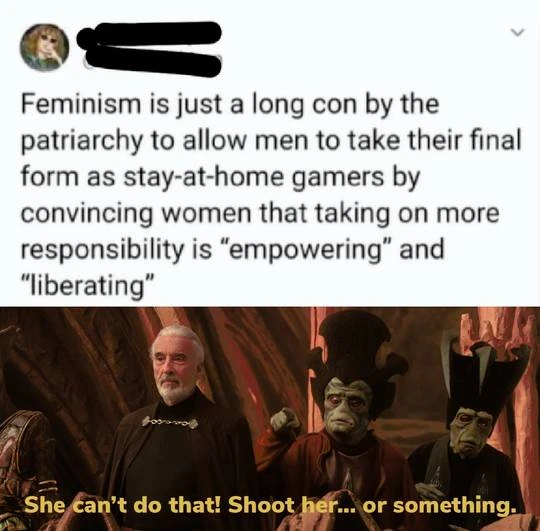 Feminism is just a long con by the
patriarchy to allow men to take their final
form as stay-at-home gamers by
convincing women that taking on more
responsibility is “empowering” and
“liberating”
She can't do that! Shoot her... or something.